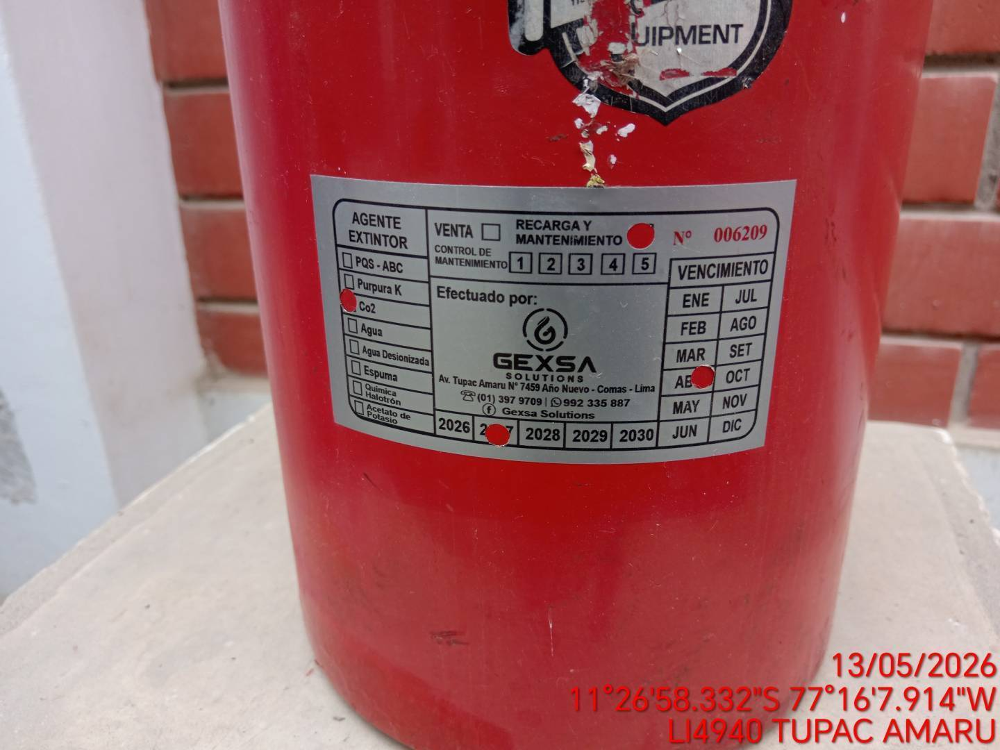 UIPMENT
AGENTE
EXTINTOR
PQS - ABC
Purpura K
Co2
Agua
Agua Desionizada
Espuma
Quimica
Halotrón
Acetato de
Potasio
VENTA
RECARGA Y
MANTENIMIENTO
CONTROL DE
MANTENIMIENTO 1 2 3 4 5
Nº 006209
Efectuado por:
GEXSA
SOLUTIONS
Av. Tupac Amaru N° 7459 Año Nuevo - Comas - Lima
(01) 397 9709 | 992 335 887
Gexsa Solutions
2026 2 7 2028 2029 2030
VENCIMIENTO
ENE JUL
FEB AGO
MAR SET
AB OCT
MAY NOV
JUN DIC
13/05/2026
11°26'58.332"S 77°16'7.914"W
LI4940 TUPAC AMARU